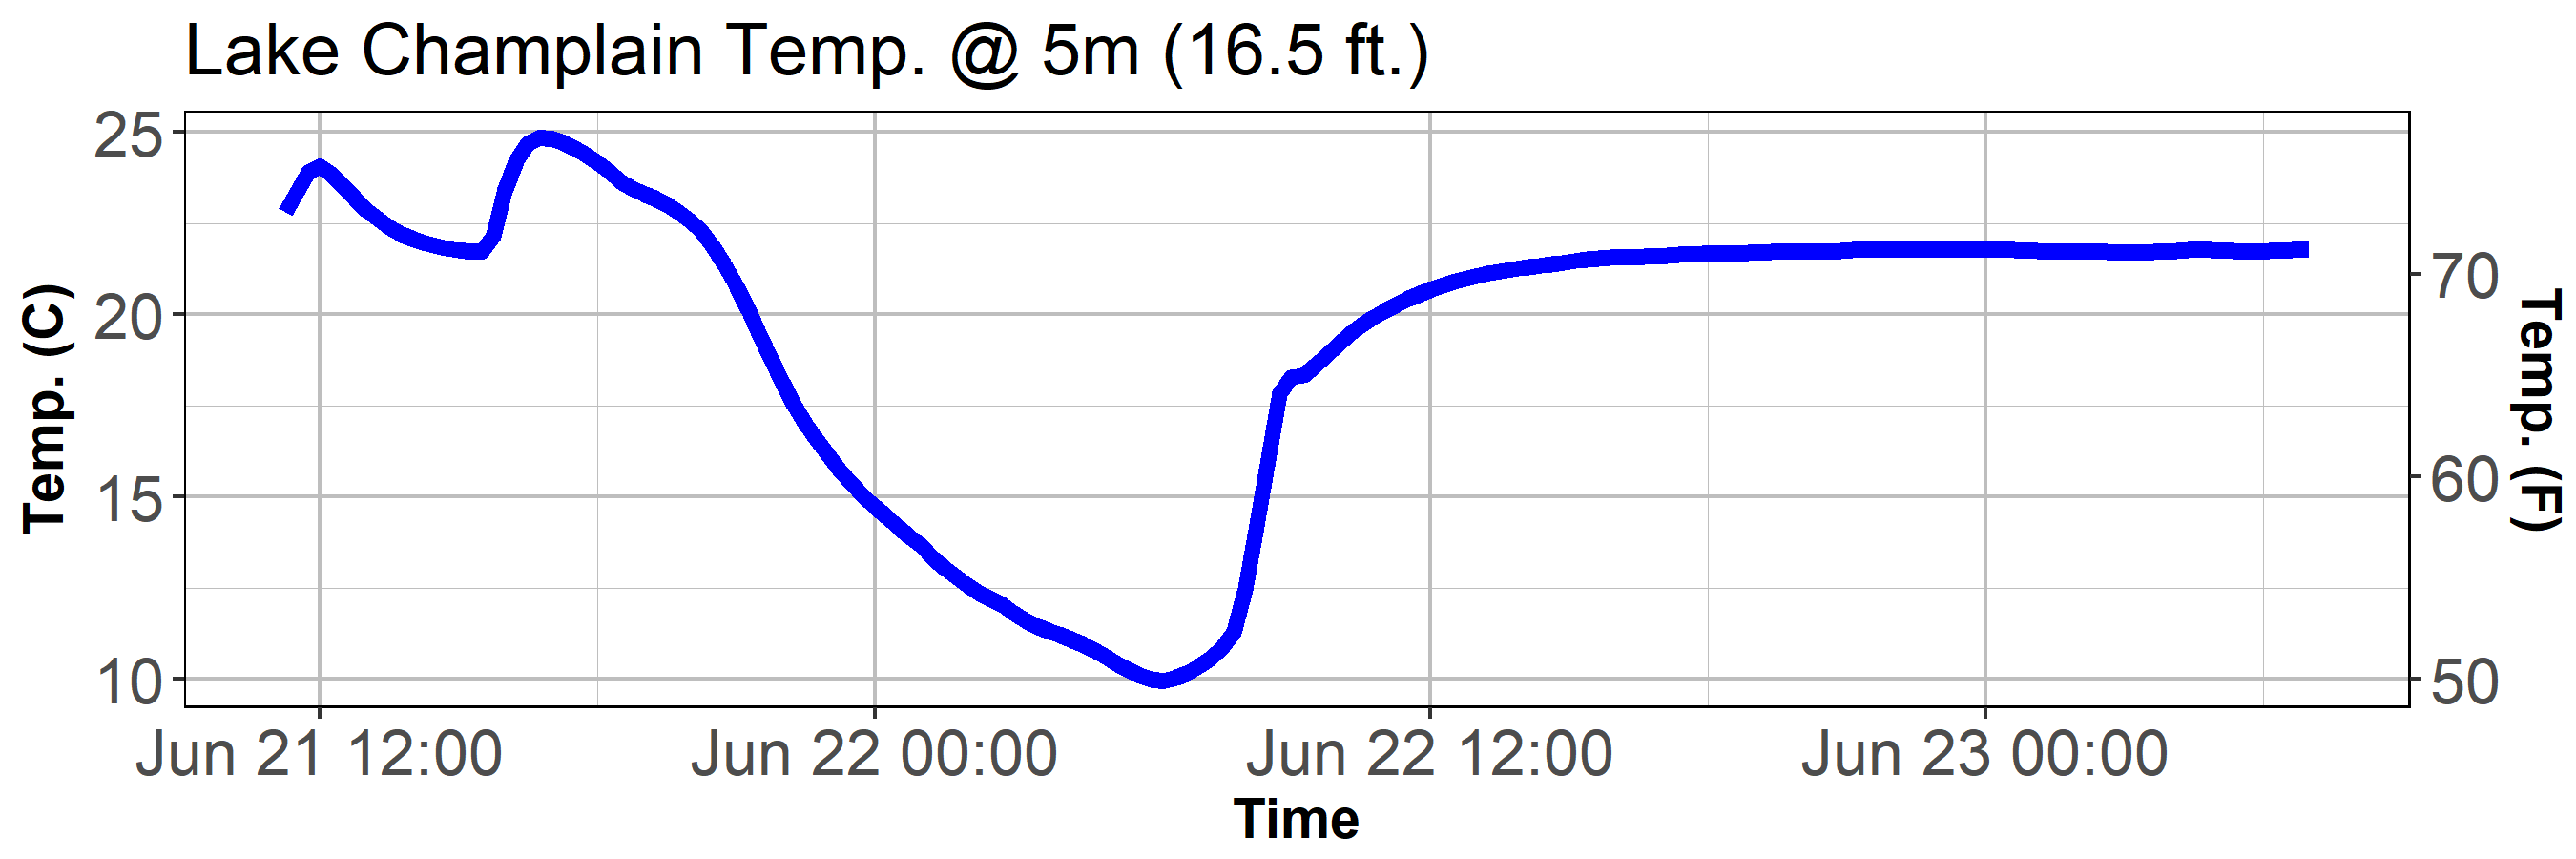 Lake Champlain Temp. @ 5m (16.5 ft.)
Temp. (C)
25
20
15
10
70
60
50
Temp. (F)
Jun 21 12:00
Jun 22 00:00
Jun 22 12:00
Jun 23 00:00
Time